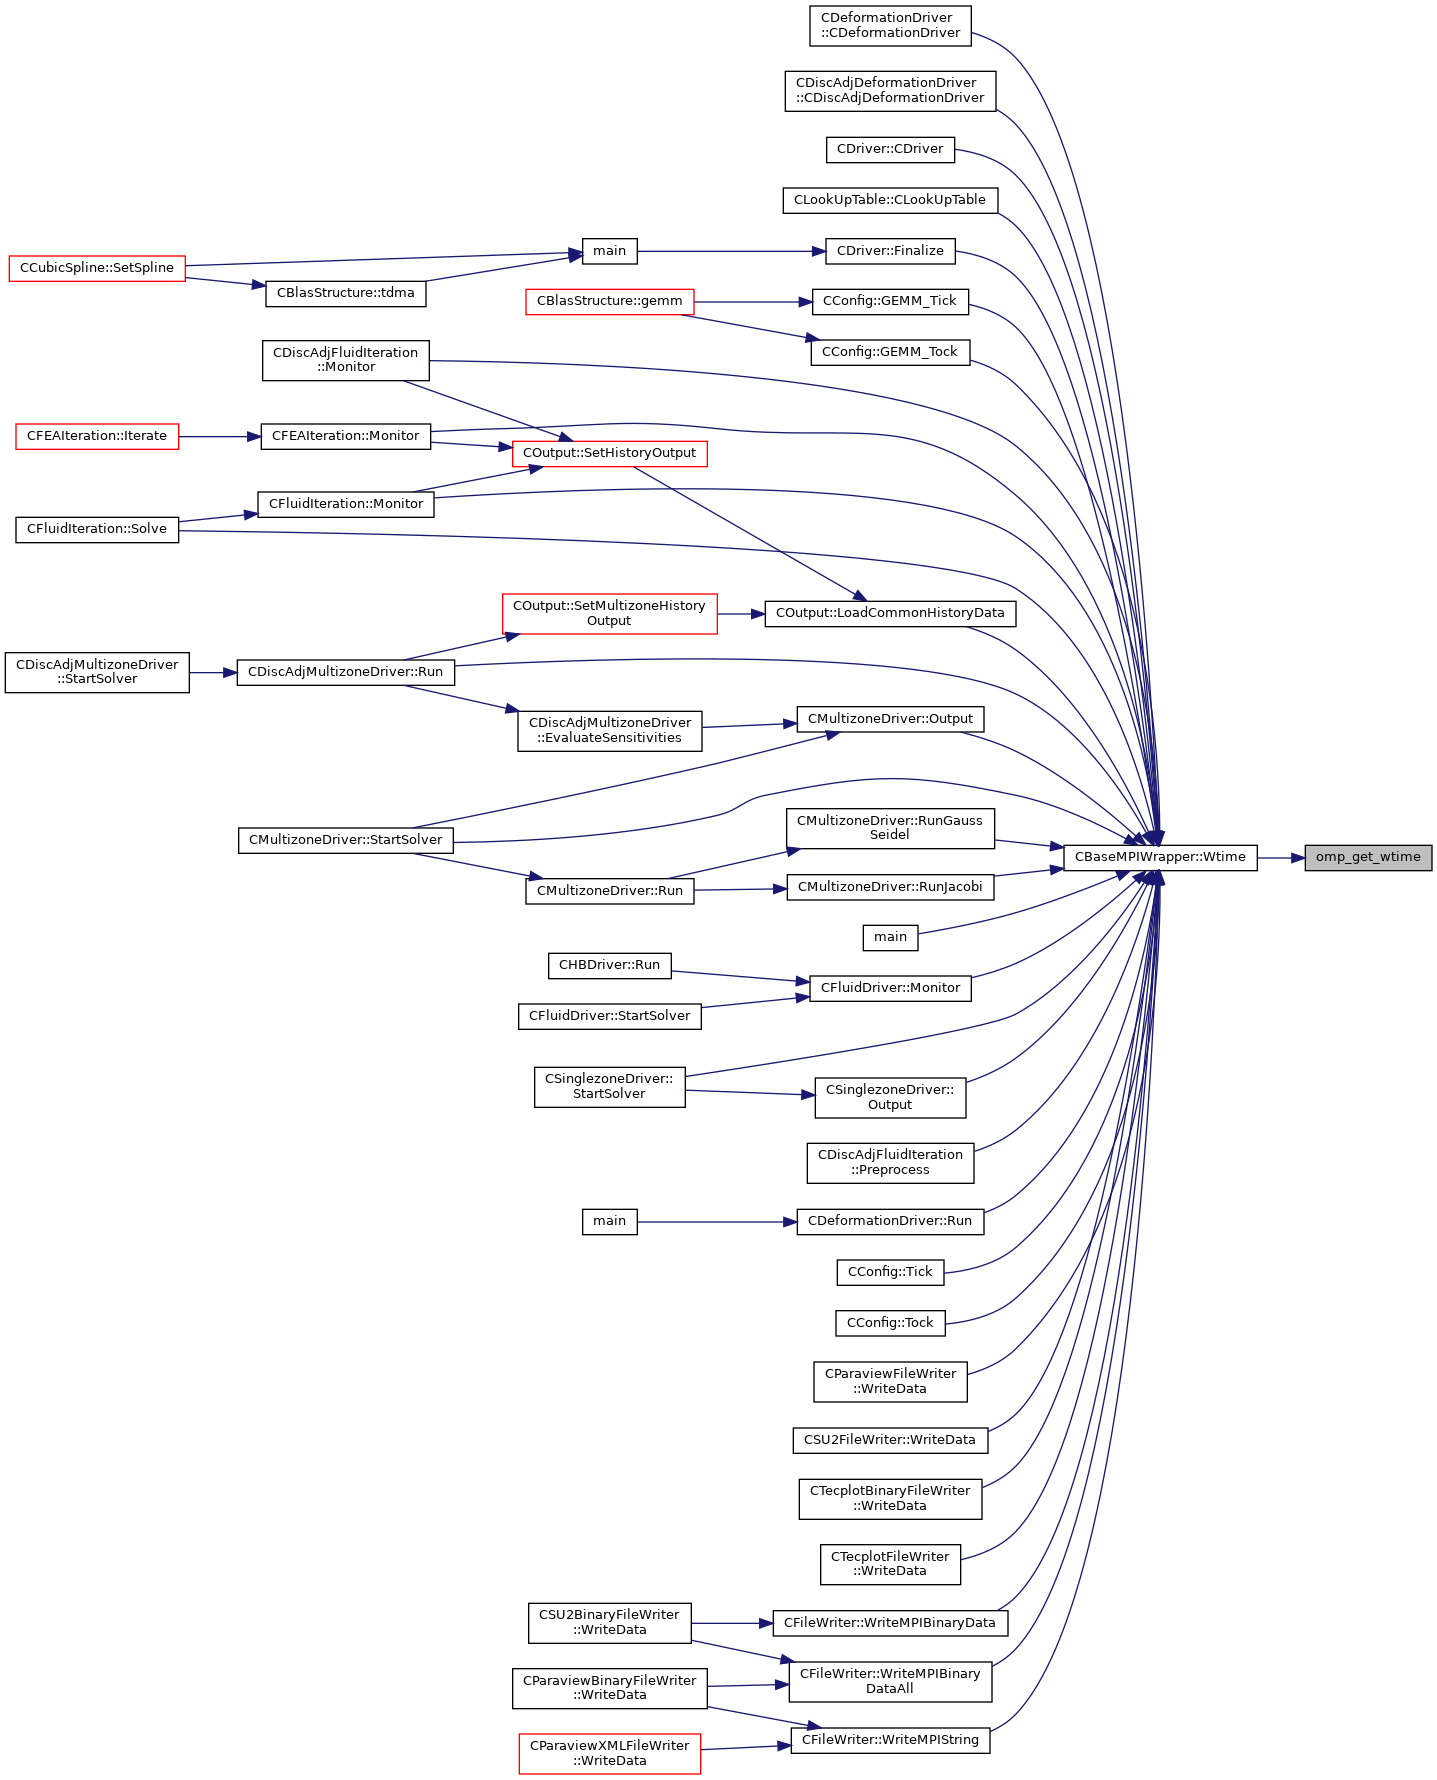 CDeformationDriver
::CDeformationDriver
CDiscAdjDeformationDriver
::CDiscAdjDeformationDriver
CDriver::CDriver
CLookUpTable::CLookUpTable
main
CDriver::Finalize
CCubicSpline::SetSpline
CBlasStructure::tdma
CBlasStructure::gemm
CConfig::GEMM_Tick
CConfig::GEMM_Tock
CDiscAdjFluidIteration
::Monitor
CFEAIteration::Iterate
CFEAIteration::Monitor
COutput::SetHistoryOutput
CFluidIteration::Monitor
CFluidIteration::Solve
COutput::SetMultizoneHistory
Output
COutput::LoadCommonHistoryData
CDiscAdjMultizoneDriver
::StartSolver
CDiscAdjMultizoneDriver::Run
CDiscAdjMultizoneDriver
::EvaluateSensitivities
CMultizoneDriver::Output
CMultizoneDriver::StartSolver
CMultizoneDriver::RunGauss
Seidel
CBaseMPIWrapper::Wtime
omp_get_wtime
CMultizoneDriver::Run
CMultizoneDriver::RunJacobi
main
CHBDriver::Run
CFluidDriver::Monitor
CFluidDriver::StartSolver
CSinglezoneDriver::
StartSolver
CSinglezoneDriver::
Output
CDiscAdjFluidIteration
::Preprocess
main
CDeformationDriver::Run
CConfig::Tick
CConfig::Tock
CParaviewFileWriter
::WriteData
CSU2FileWriter::WriteData
CTecplotBinaryFileWriter
::WriteData
CTecplotFileWriter
::WriteData
CSU2BinaryFileWriter
::WriteData
CFileWriter::WriteMPIBinaryData
CFileWriter::WriteMPIBinary
DataAll
CParaviewBinaryFileWriter
::WriteData
CFileWriter::WriteMPIString
CParaviewXMLFileWriter
::WriteData